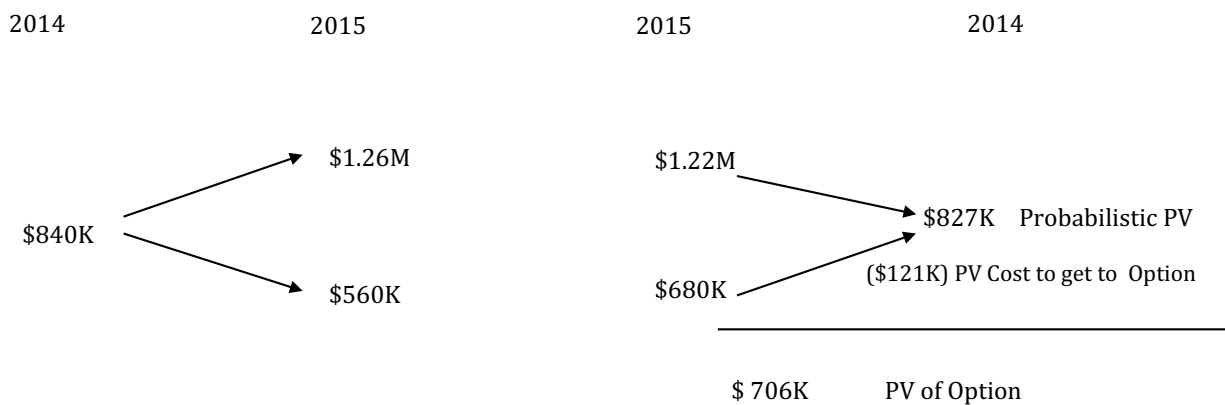 2014 2015 2015 2014
$1.26M $1.22M
$840K $827K Probabilistic PV
$560K $680K ($121K) PV Cost to get to Option
$ 706K PV of Option